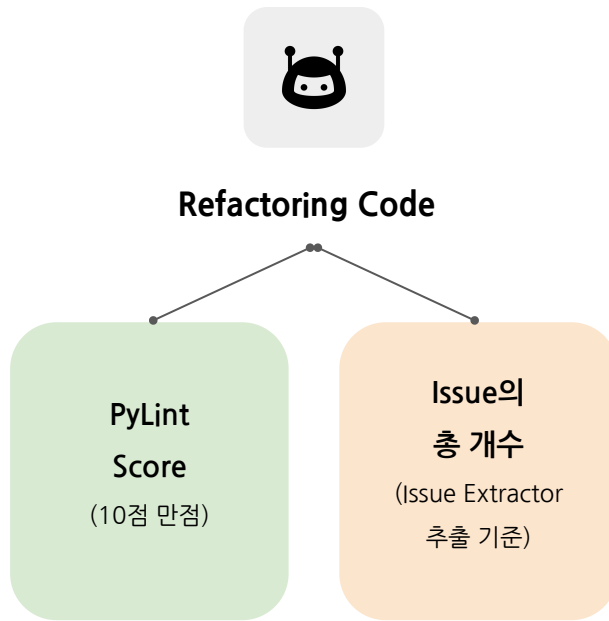 Refactoring Code
PyLint
Score
(10점 만점)
Issue의
총 개수
(Issue Extractor
추출 기준)